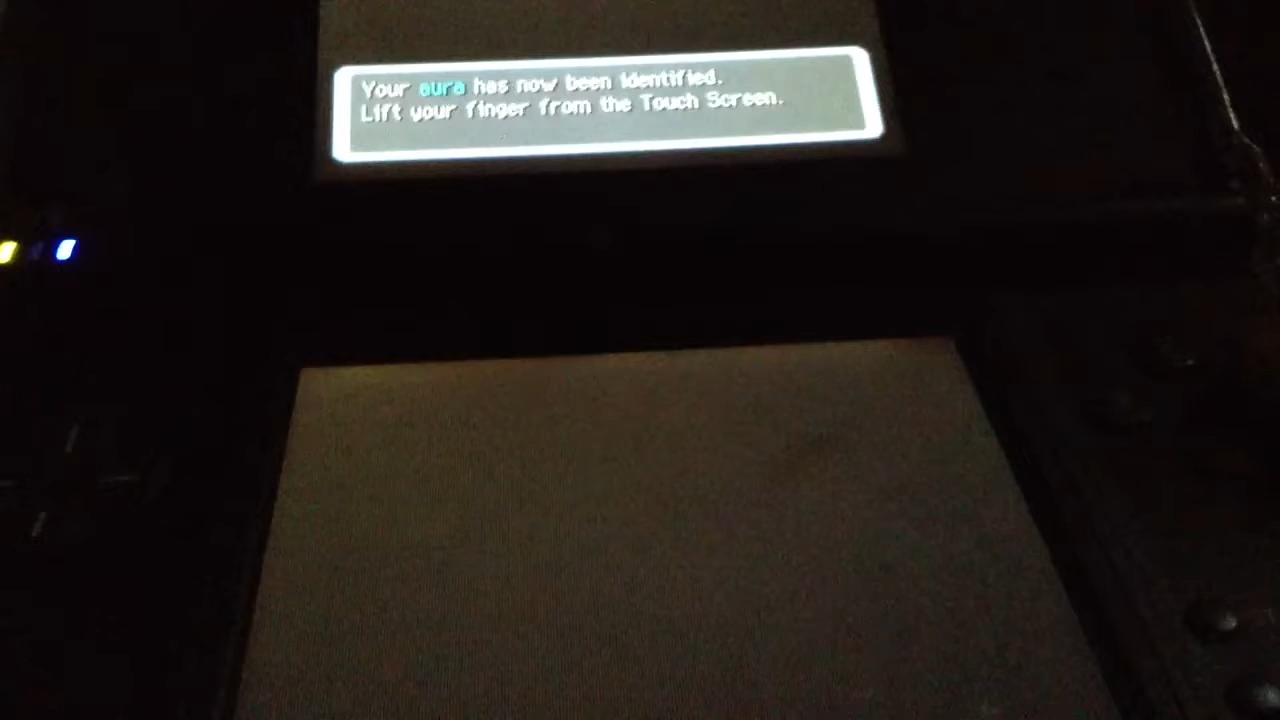 Your aura has now been identified.
Lift your finger from the Touch Screen.